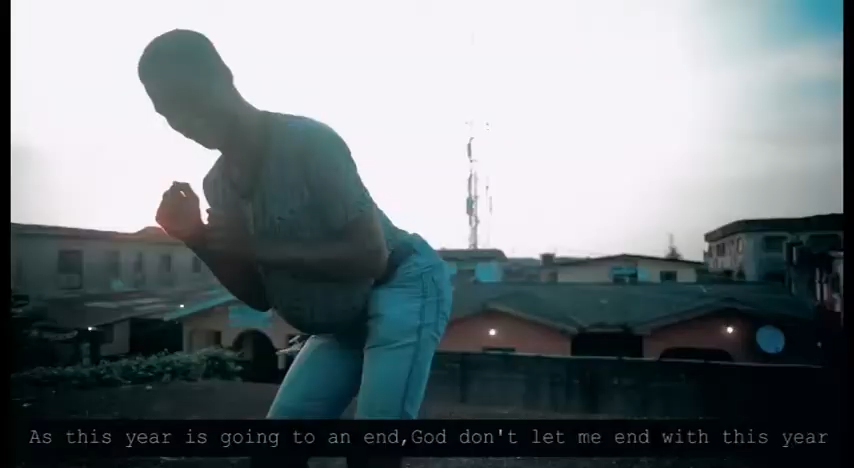 As this year is going to an end,God don't let me end with this year